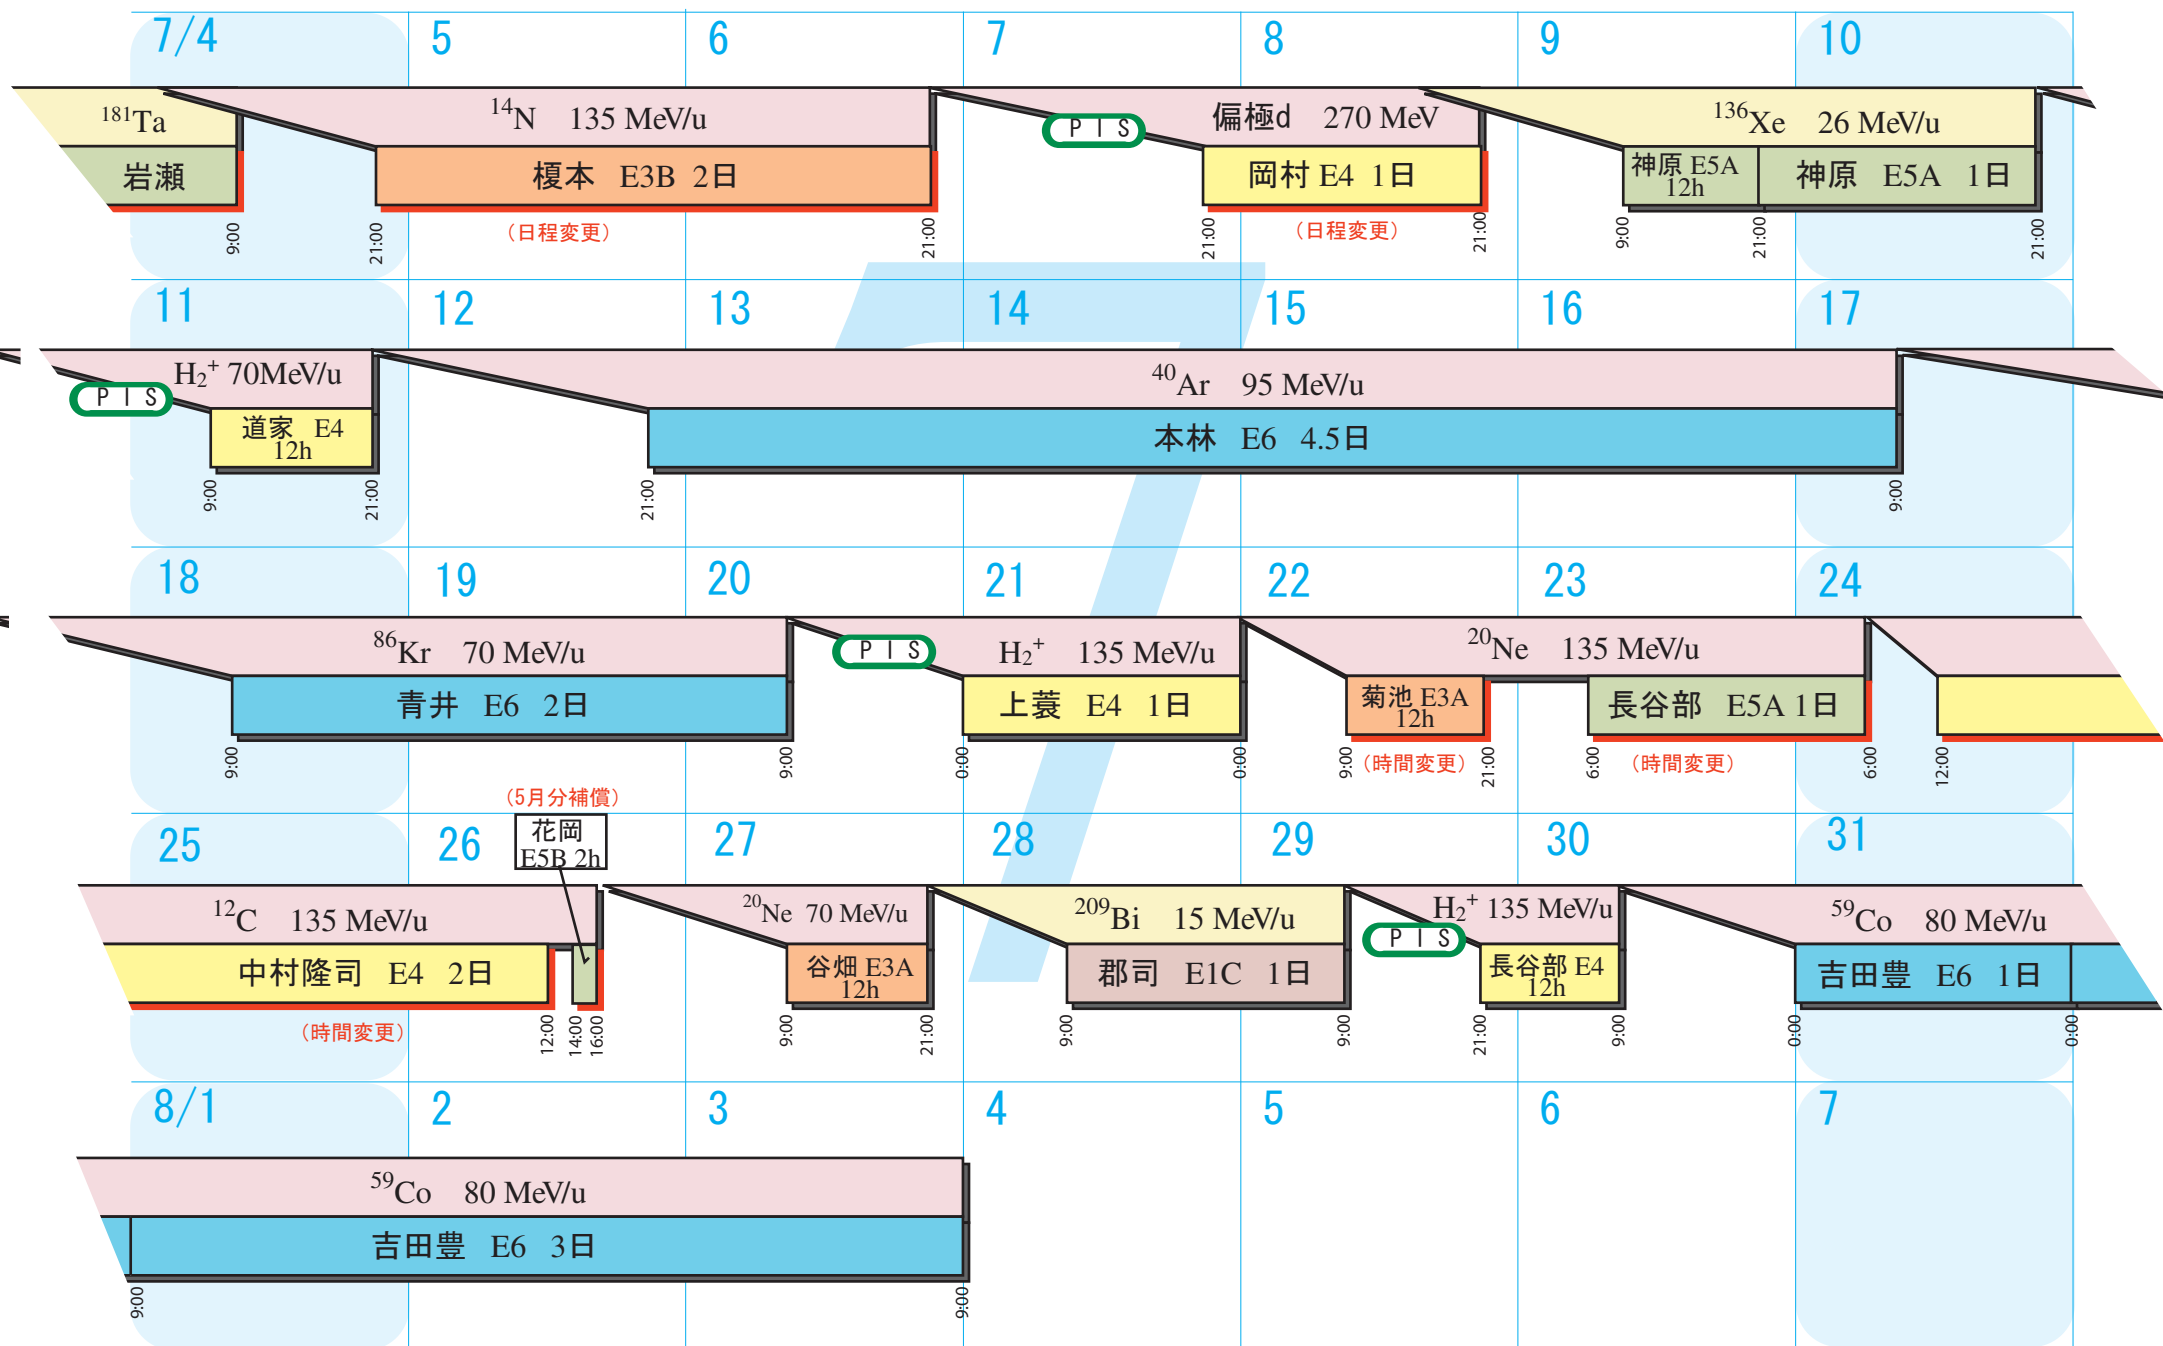 7/4 5 6 7 8 9 10
¹⁸¹Ta
岩瀬
9:00
¹⁴N 135 MeV/u
榎本 E3B 2日
21:00
(日程変更)
21:00
P I S
偏極d 270 MeV
岡村 E4 1日
21:00
(日程変更)
21:00
¹³⁶Xe 26 MeV/u
神原 E5A
12h
神原 E5A 1日
9:00
21:00
21:00
11 12 13 14 15 16 17
7
P I S
H₂⁺ 70MeV/u
道家 E4
12h
9:00
21:00
⁴⁰Ar 95 MeV/u
本林 E6 4.5日
21:00
9:00
18 19 20 21 22 23 24
⁸⁶Kr 70 MeV/u
青井 E6 2日
9:00
9:00
P I S
H₂⁺ 135 MeV/u
上蓑 E4 1日
0:00
0:00
²⁰Ne 135 MeV/u
菊池 E3A
12h
9:00
(時間変更)
21:00
長谷部 E5A 1日
6:00
(時間変更)
6:00
12:00
25 26 27 28 29 30 31
(5月分補償)
花岡
E5B 2h
¹²C 135 MeV/u
中村隆司 E4 2日
(時間変更)
12:00
14:00
16:00
²⁰Ne 70 MeV/u
谷畑 E3A
12h
9:00
21:00
²⁰⁹Bi 15 MeV/u
郡司 E1C 1日
9:00
9:00
P I S
H₂⁺ 135 MeV/u
長谷部 E4
12h
21:00
9:00
⁵⁹Co 80 MeV/u
吉田豊 E6 1日
0:00
0:00
8/1 2 3 4 5 6 7
⁵⁹Co 80 MeV/u
吉田豊 E6 3日
9:00
9:00